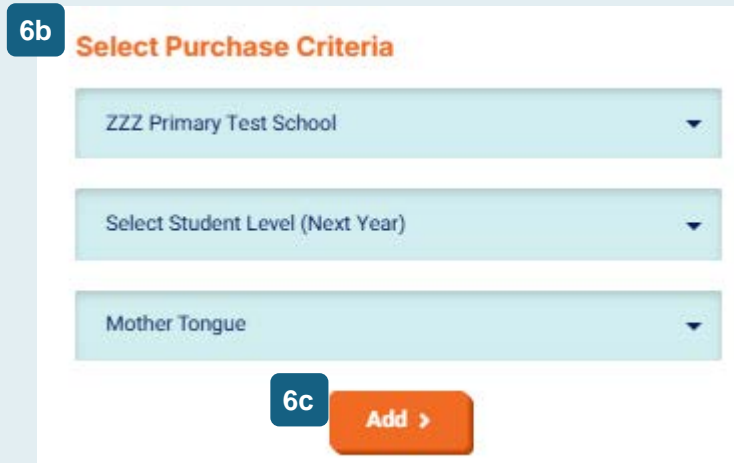 6b
Select Purchase Criteria
ZZZ Primary Test School
Select Student Level (Next Year)
Mother Tongue
6c
Add >